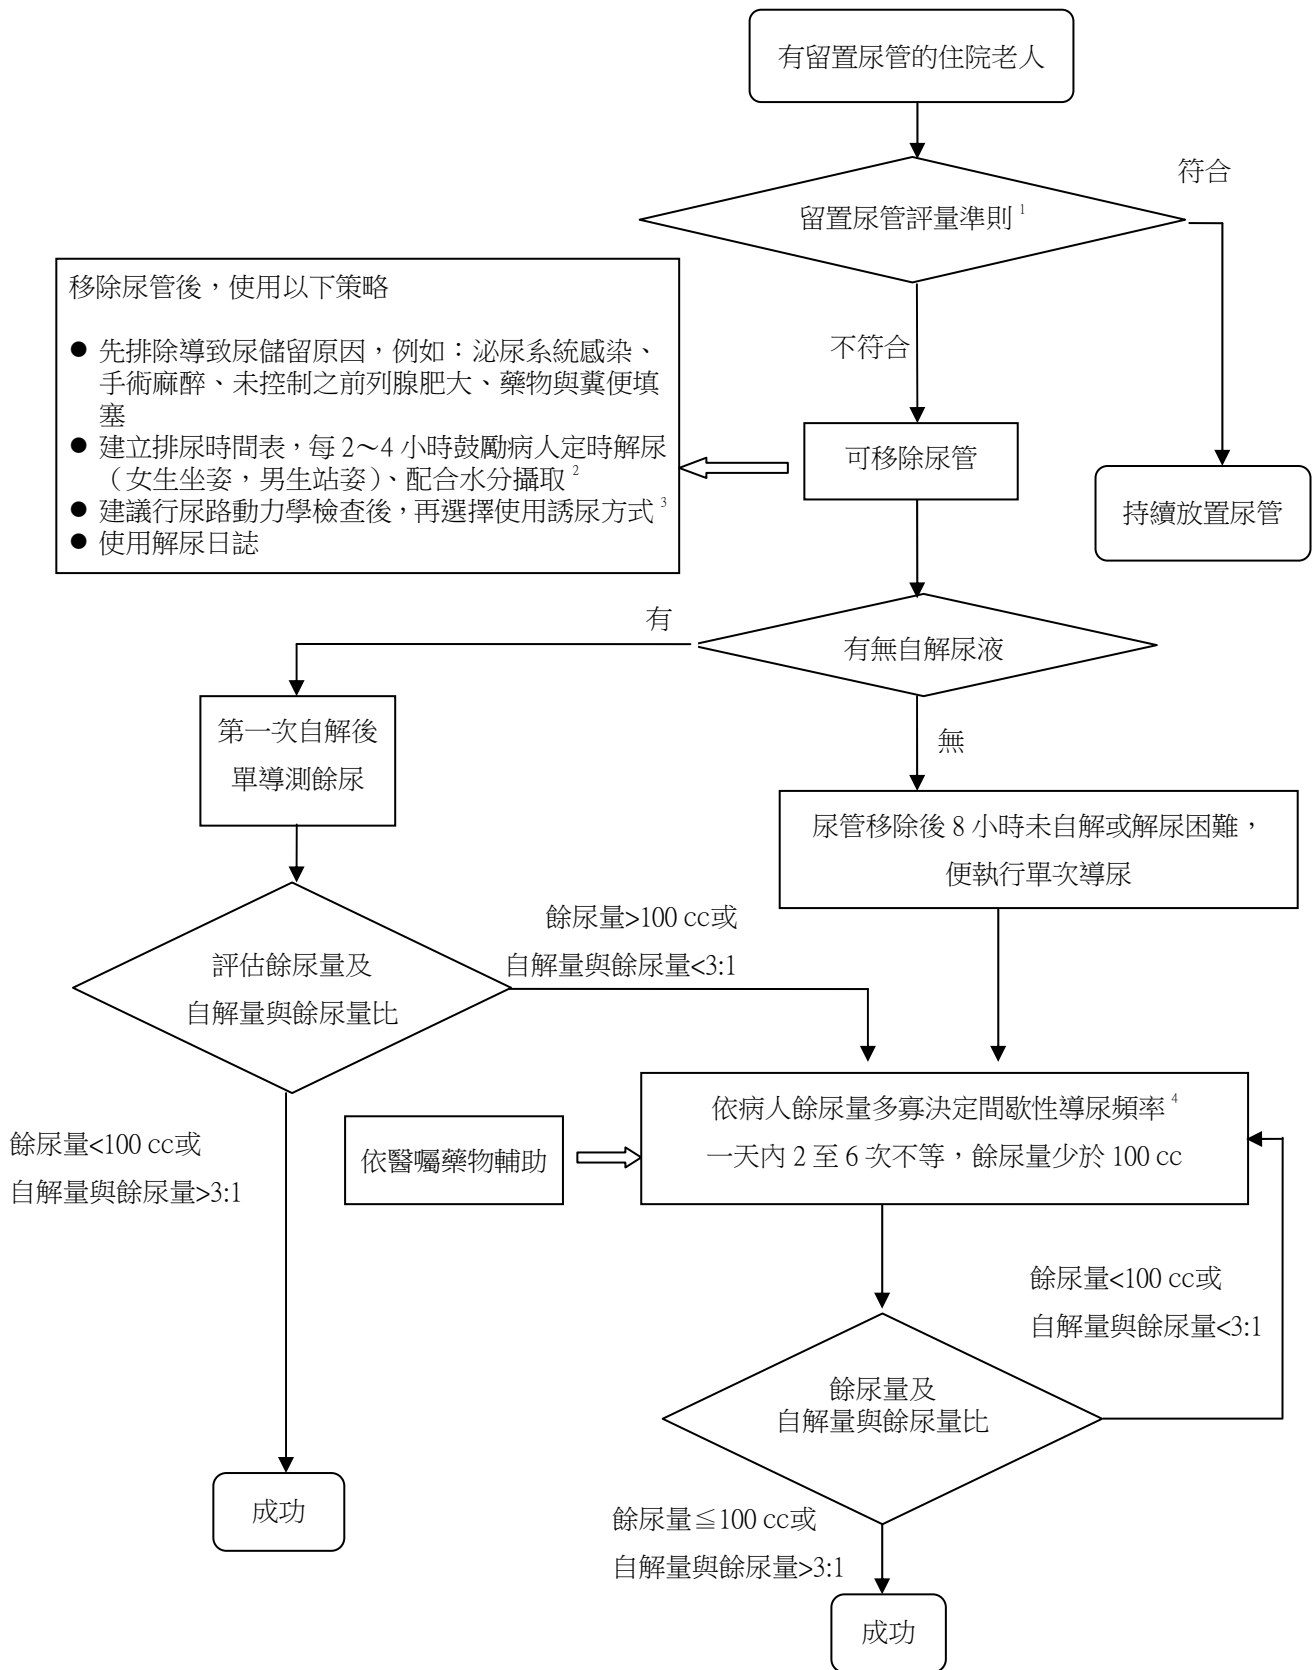 有留置尿管的住院老人
符合
留置尿管評量準則 1
移除尿管後，使用以下策略
● 先排除導致尿儲留原因，例如：泌尿系統感染、
手術麻醉、未控制之前列腺肥大、藥物與糞便填
塞
● 建立排尿時間表，每 2～4 小時鼓勵病人定時解尿
（女生坐姿，男生站姿）、配合水分攝取 2
● 建議行尿路動力學檢查後，再選擇使用誘尿方式 3
● 使用解尿日誌
不符合
可移除尿管
持續放置尿管
有
有無自解尿液
第一次自解後
單導測餘尿
無
尿管移除後 8 小時未自解或解尿困難，
便執行單次導尿
餘尿量>100 cc或
自解量與餘尿量<3:1
評估餘尿量及
自解量與餘尿量比
依病人餘尿量多寡決定間歇性導尿頻率 4
一天內 2 至 6 次不等，餘尿量少於 100 cc
依醫囑藥物輔助
餘尿量<100 cc或
自解量與餘尿量>3:1
餘尿量<100 cc或
自解量與餘尿量<3:1
餘尿量及
自解量與餘尿量比
成功
餘尿量≦100 cc或
自解量與餘尿量>3:1
成功